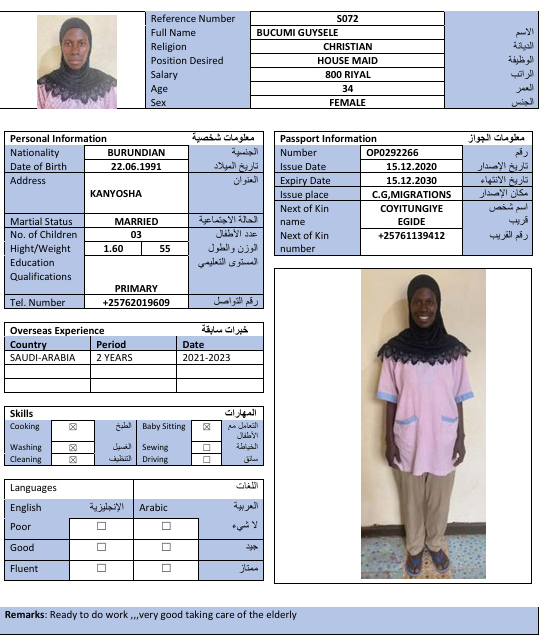 Reference Number S072
Full Name BUCUMI GUYSELE الاسم
Religion CHRISTIAN الديانة
Position Desired HOUSE MAID الوظيفة
Salary 800 RIYAL الراتب
Age 34 العمر
Sex FEMALE الجنس
Personal Information معلومات شخصية
Nationality BURUNDIAN الجنسية
Date of Birth 22.06.1991 تاريخ الميلاد
Address KANYOSHA العنوان
Martial Status MARRIED الحالة الاجتماعية
No. of Children 03 عدد الأطفال
Hight/Weight 1.60 55 الوزن والطول
Education المستوى التعليمي
Qualifications
PRIMARY
Tel. Number +25762019609 رقم التواصل
Passport Information معلومات الجواز
Number OP0292266 رقم
Issue Date 15.12.2020 تاريخ الإصدار
Expiry Date 15.12.2030 تاريخ الانتهاء
Issue place C.G,MIGRATIONS مكان الإصدار
Next of Kin COYITUNGIYE اسم شخص
name EGIDE قريب
Next of Kin +25761139412 رقم القريب
number
Overseas Experience خبرات سابقة
Country Period Date
SAUDI-ARABIA 2 YEARS 2021-2023
Skills المهارات
Cooking ☒ الطبخ Baby Sitting ☒ التعامل مع
الأطفال
Washing ☒ الغسيل Sewing ☐ الخياطة
Cleaning ☒ التنظيف Driving ☐ سائق
Languages اللغات
English الإنجليزية Arabic العربية
Poor ☐ ☐ لا شيء
Good ☐ ☐ جيد
Fluent ☐ ☐ ممتاز
Remarks: Ready to do work ,,,very good taking care of the elderly